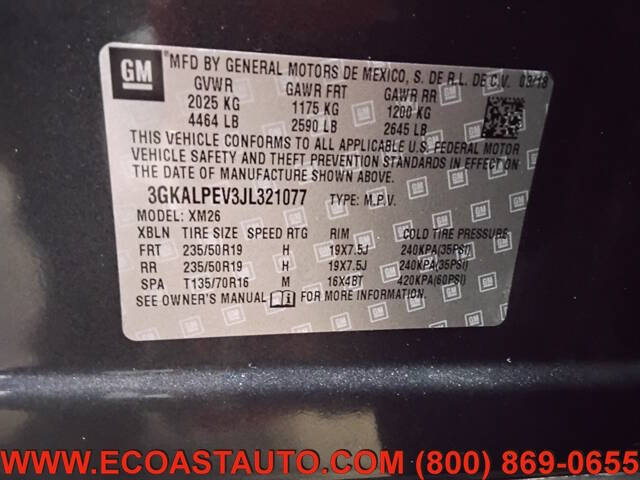 GM
MFD BY GENERAL MOTORS DE MEXICO, S. DE R.L. DE C.V. 03/18
GVWR GAWR FRT GAWR RR
2025 KG 1175 KG 1200 KG
4464 LB 2590 LB 2645 LB
THIS VEHICLE CONFORMS TO ALL APPLICABLE U.S. FEDERAL MOTOR
VEHICLE SAFETY AND THEFT PREVENTION STANDARDS IN EFFECT ON
THE DATE OF MANUFACTURE SHOWN ABOVE.
3GKALPEV3JL321077 TYPE: M.P.V.
MODEL: XM26
XBLN TIRE SIZE SPEED RTG RIM COLD TIRE PRESSURE
FRT 235/50R19 H 19X7.5J 240KPA(35PSI)
RR 235/50R19 H 19X7.5J 240KPA(35PSI)
SPA T135/70R16 M 16X4BT 420KPA(60PSI)
SEE OWNER'S MANUAL FOR MORE INFORMATION.
WWW.ECOASTAUTO.COM (800) 869-0655